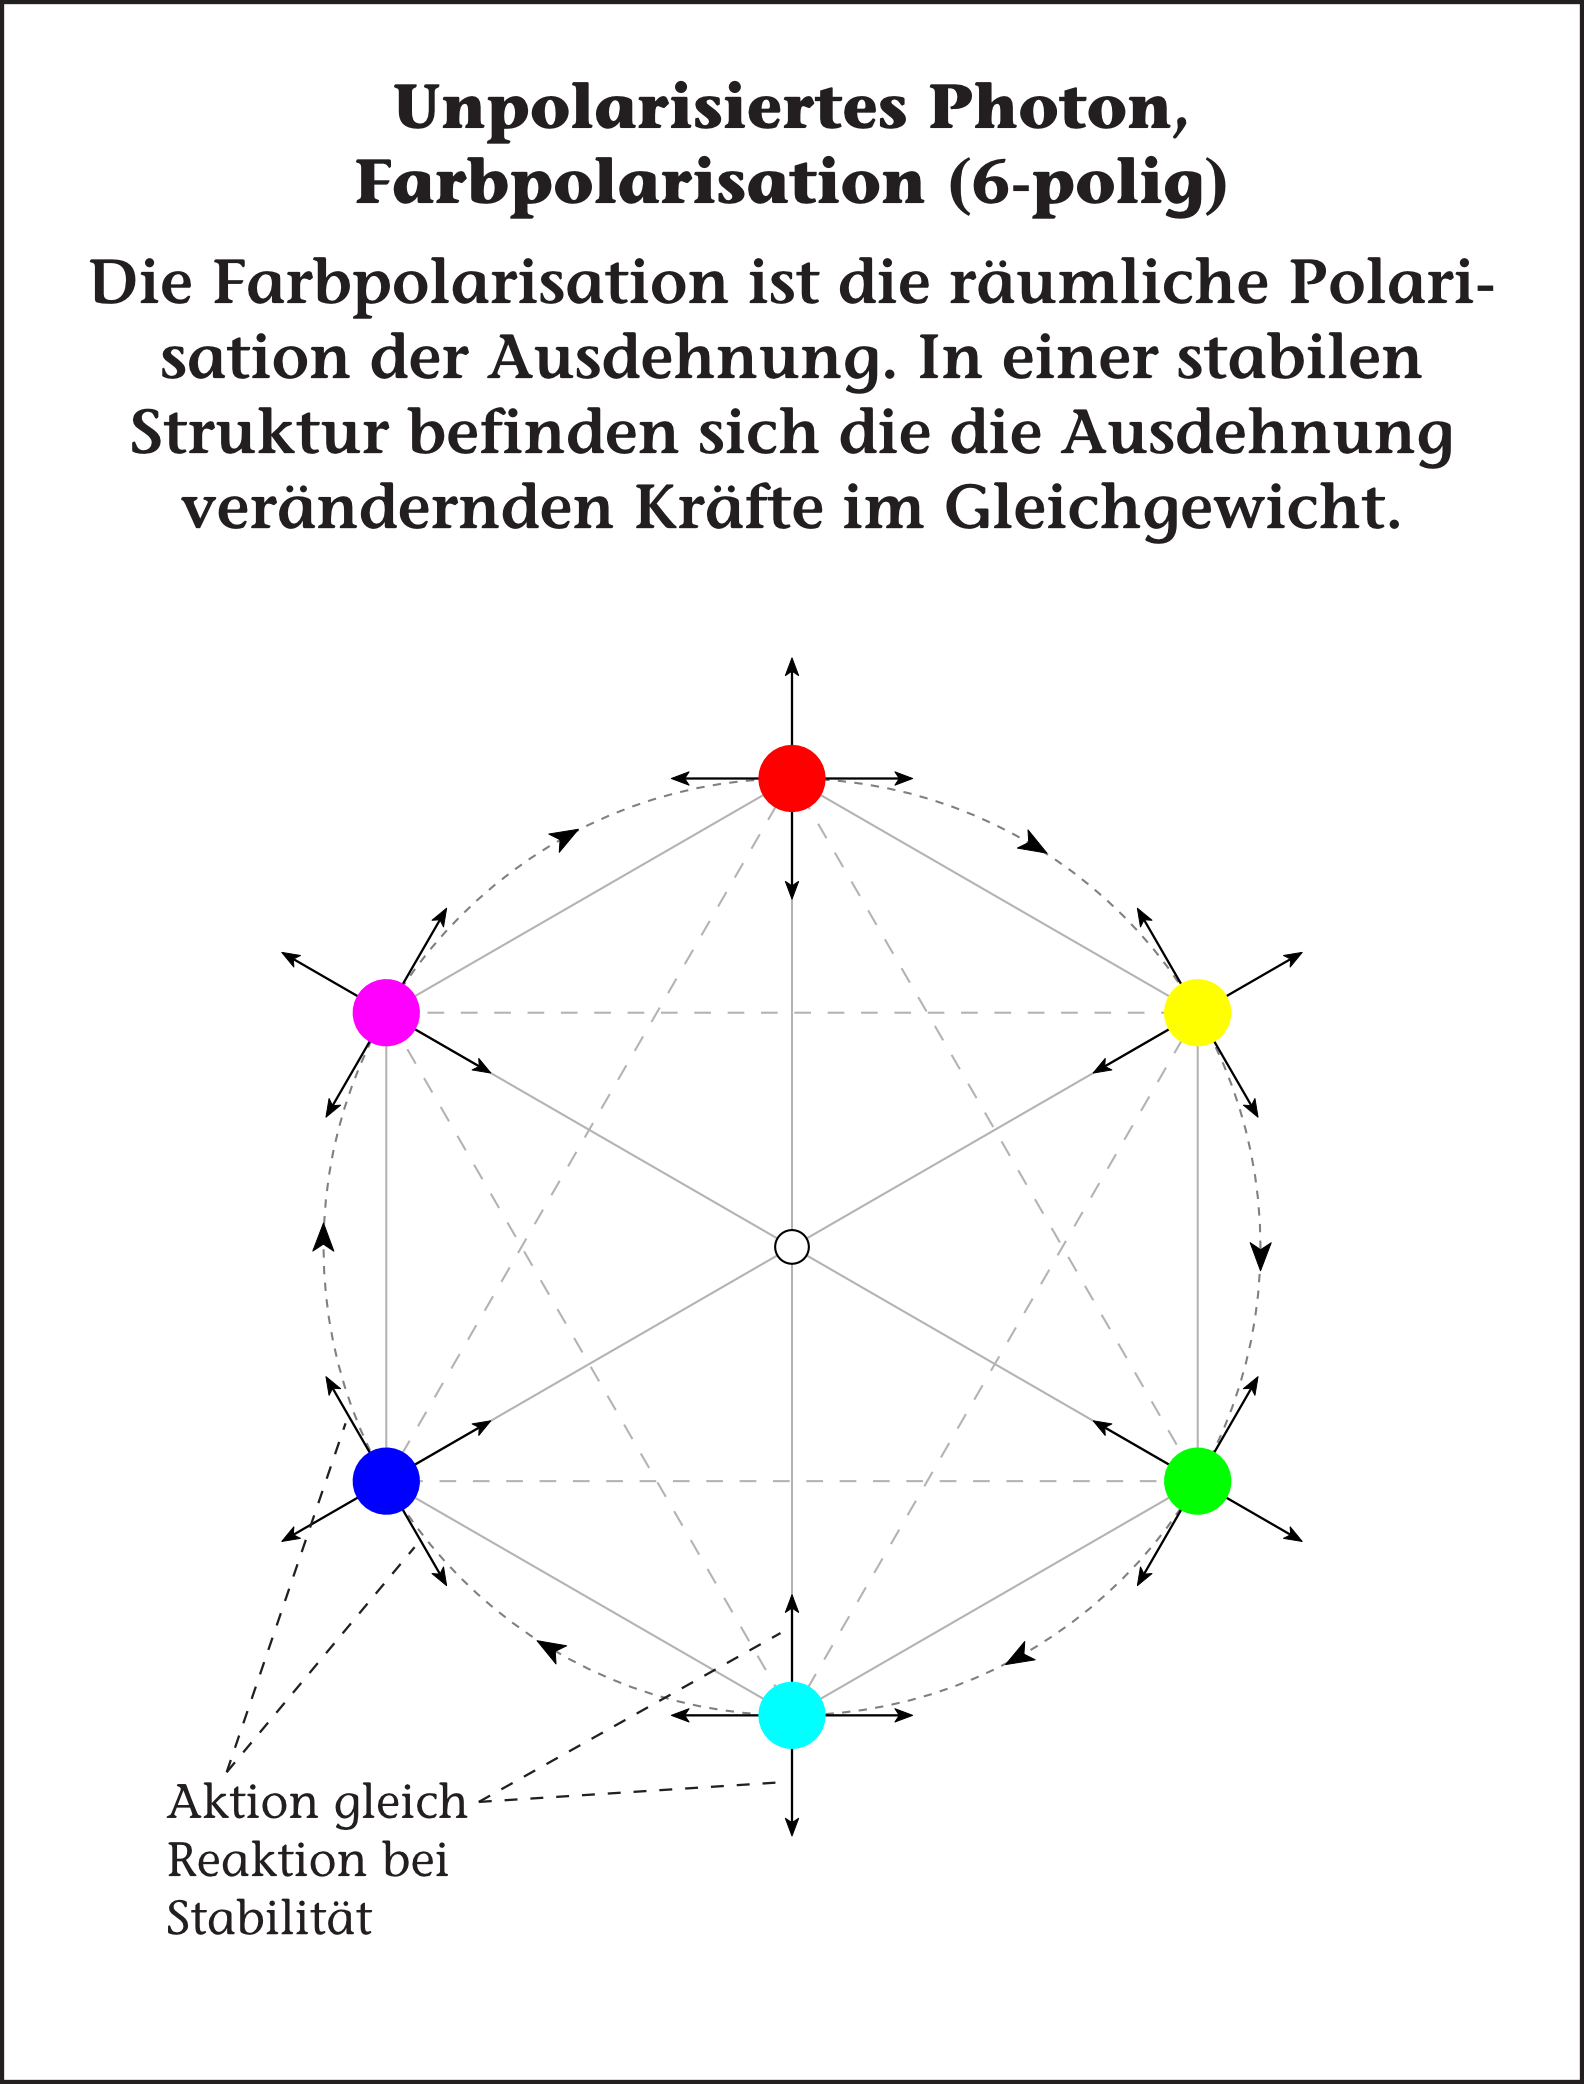 Unpolarisiertes Photon,
Farbpolarisation (6-polig)
Die Farbpolarisation ist die räumliche Polari-
sation der Ausdehnung. In einer stabilen
Struktur befinden sich die die Ausdehnung
verändernden Kräfte im Gleichgewicht.
Aktion gleich
Reaktion bei
Stabilität